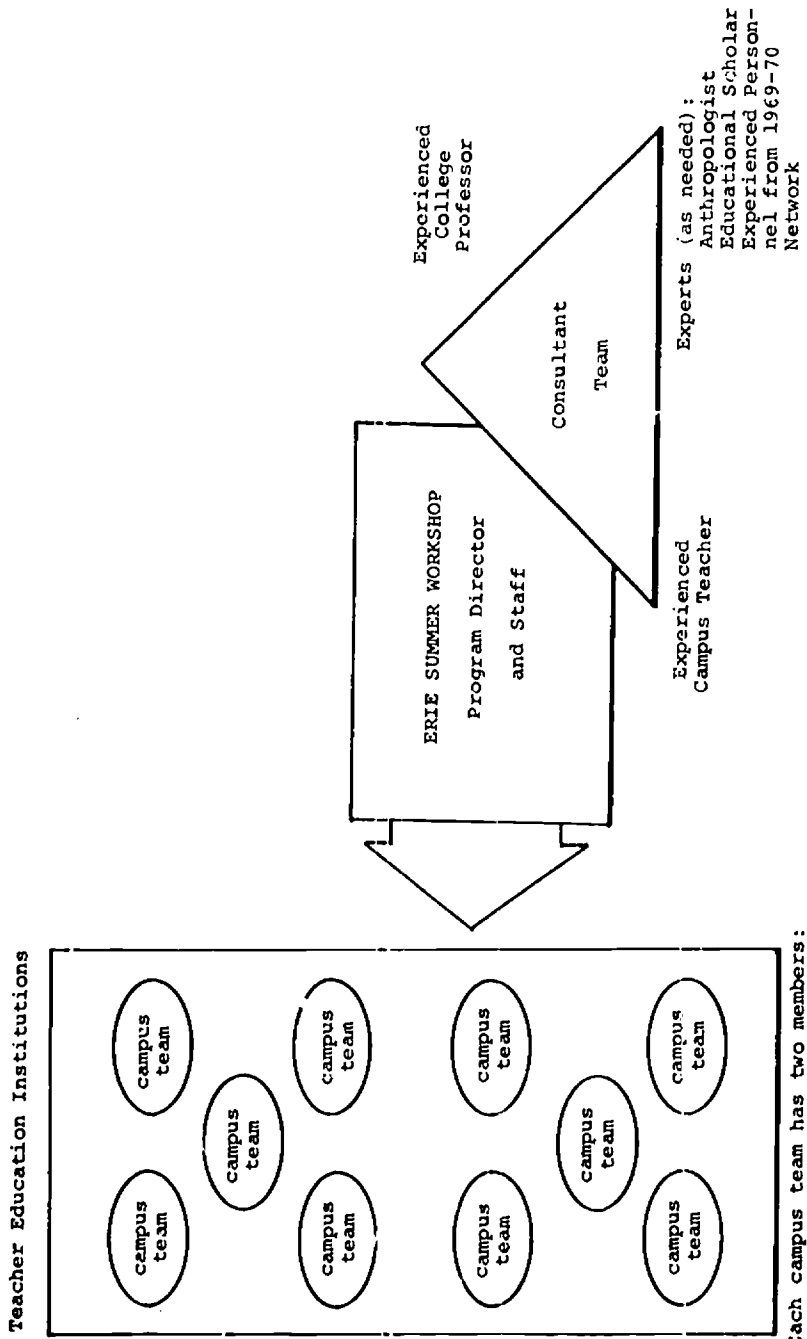 Teacher Education Institutions
campus
team
campus
team
campus
team
campus
team
campus
team
campus
team
campus
team
campus
team
campus
team
campus
team
Each campus team has two members:
ERIE SUMMER WORKSHOP
Program Director
and Staff
Consultant
Team
Experienced
College
Professor
Experienced
Campus Teacher
Experts (as needed):
Anthropologist
Educational Scholar
Experienced Person-
nel from 1969-70
Network